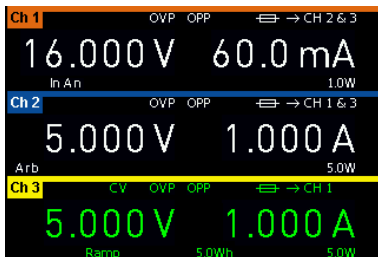 Ch 1 OVP OPP → CH 2 & 3
16.000 V 60.0 mA
In An 1.0W
Ch 2 OVP OPP → CH 1 & 3
5.000 V 1.000 A
Arb 5.0W
Ch 3 CV OVP OPP → CH 1
5.000 V 1.000 A
Ramp 5.0Wh 5.0W